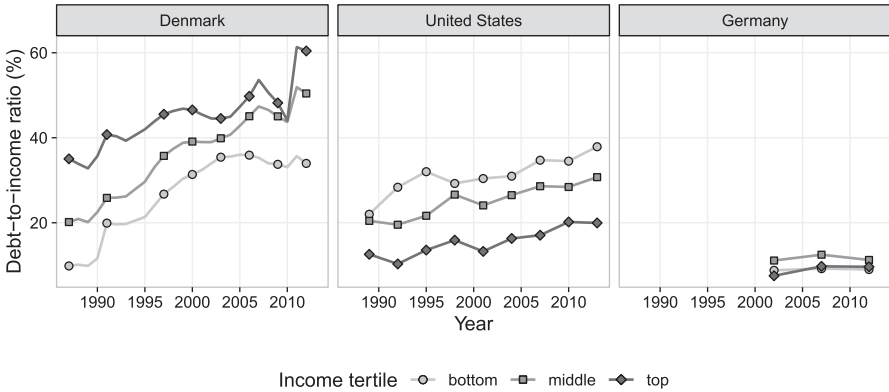 Denmark United States Germany
Debt−to−income ratio (%)
60
40
20
1990 1995 2000 2005 2010 1990 1995 2000 2005 2010 1990 1995 2000 2005 2010
Year
Income tertile bottom middle top